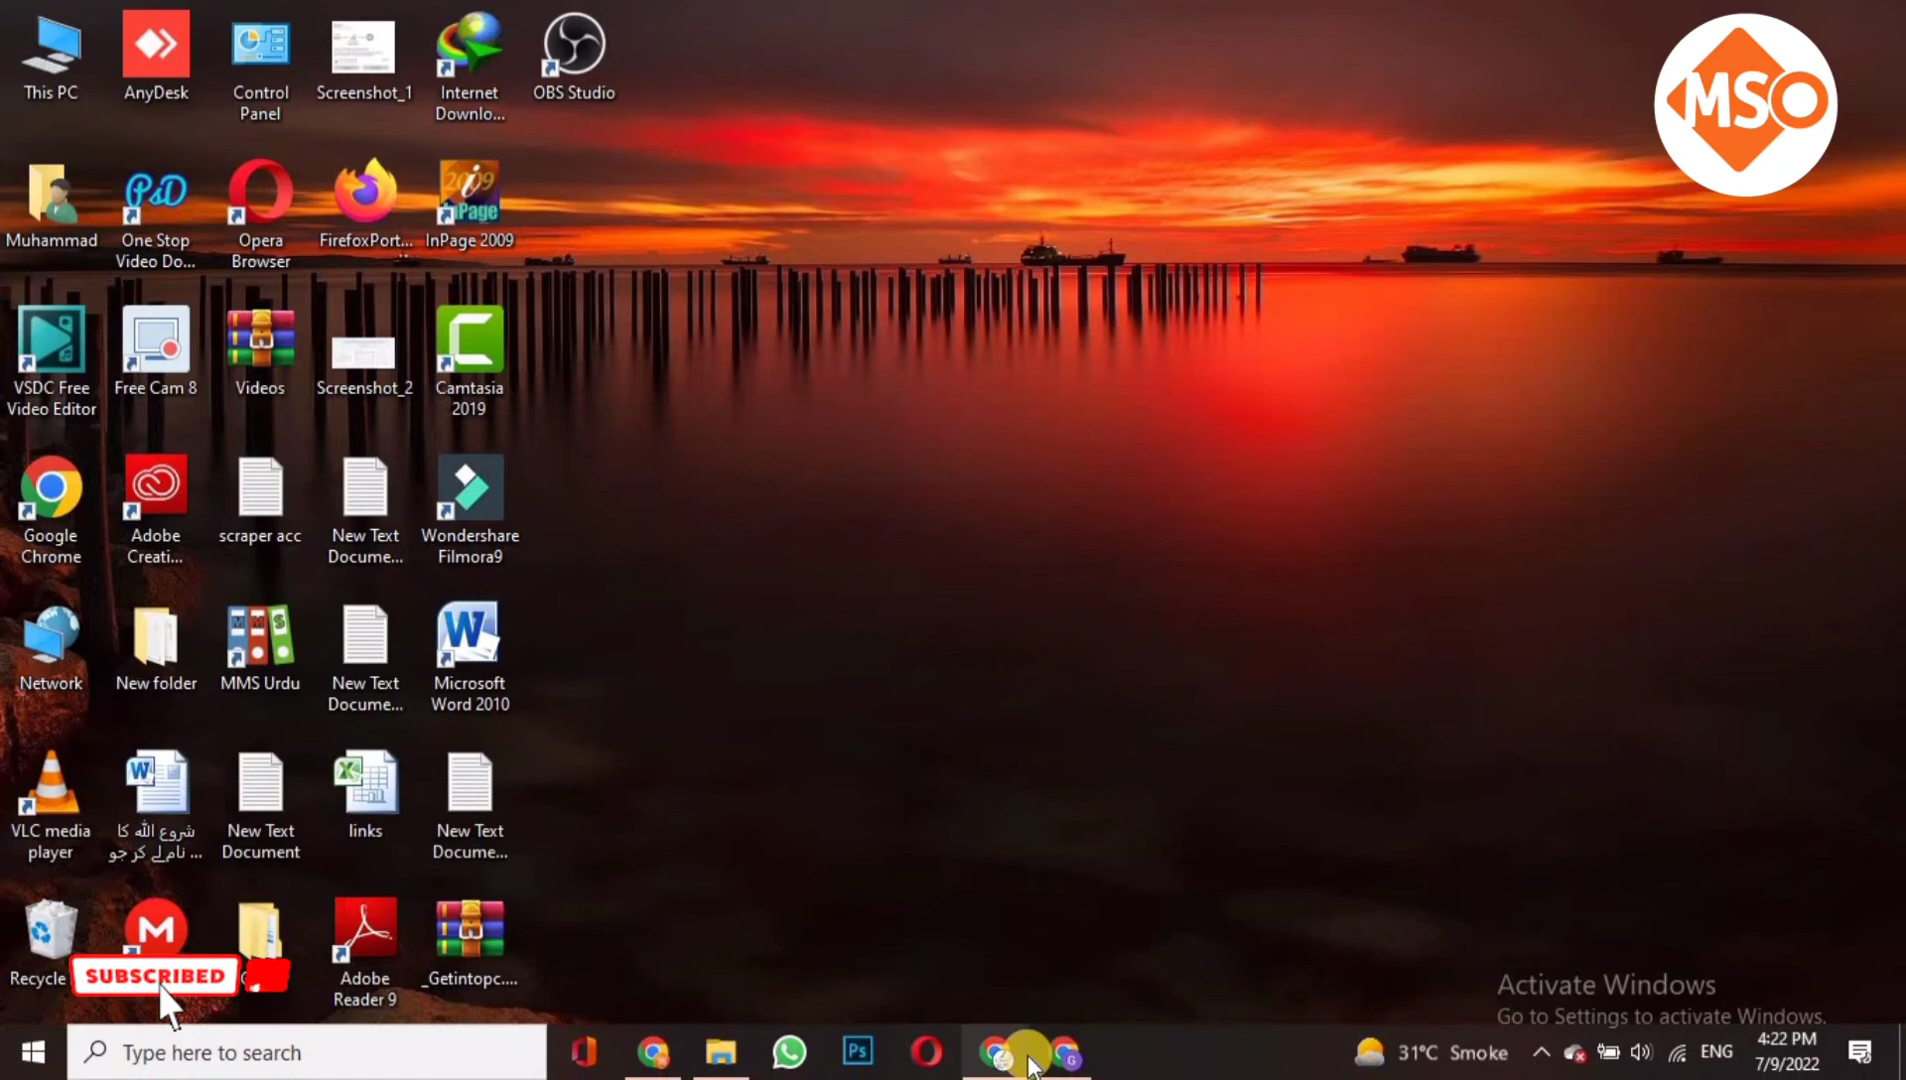 MSO
This PC
AnyDesk
Control
Panel
Screenshot_1
Internet
Downlo...
OBS Studio
Muhammad
PsD
One Stop
Video Do...
Opera
Browser
FirefoxPort...
2009
InPage
InPage 2009
VSDC Free
Video Editor
Free Cam 8
Videos
Screenshot_2
Camtasia
2019
Google
Chrome
Adobe
Creati...
scraper acc
New Text
Docume...
Wondershare
Filmora9
Network
New folder
MMS
MMS Urdu
New Text
Docume...
Microsoft
Word 2010
VLC media
player
شروع الله کا
نام لے کر جو ...
New Text
Document
links
New Text
Docume...
Recycle
SUBSCRIBED
Adobe
Reader 9
_Getintopc....
Activate Windows
Go to Settings to activate Windows.
Type here to search
Ps
G
31°C Smoke
ENG
4:22 PM
7/9/2022